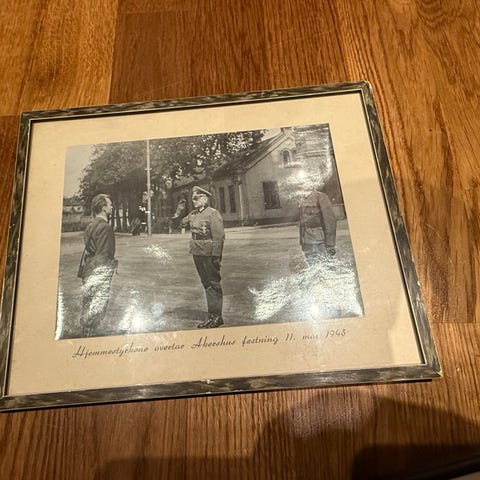 Hjemmestyrkene overtar Akershus festning 11. mai 1945